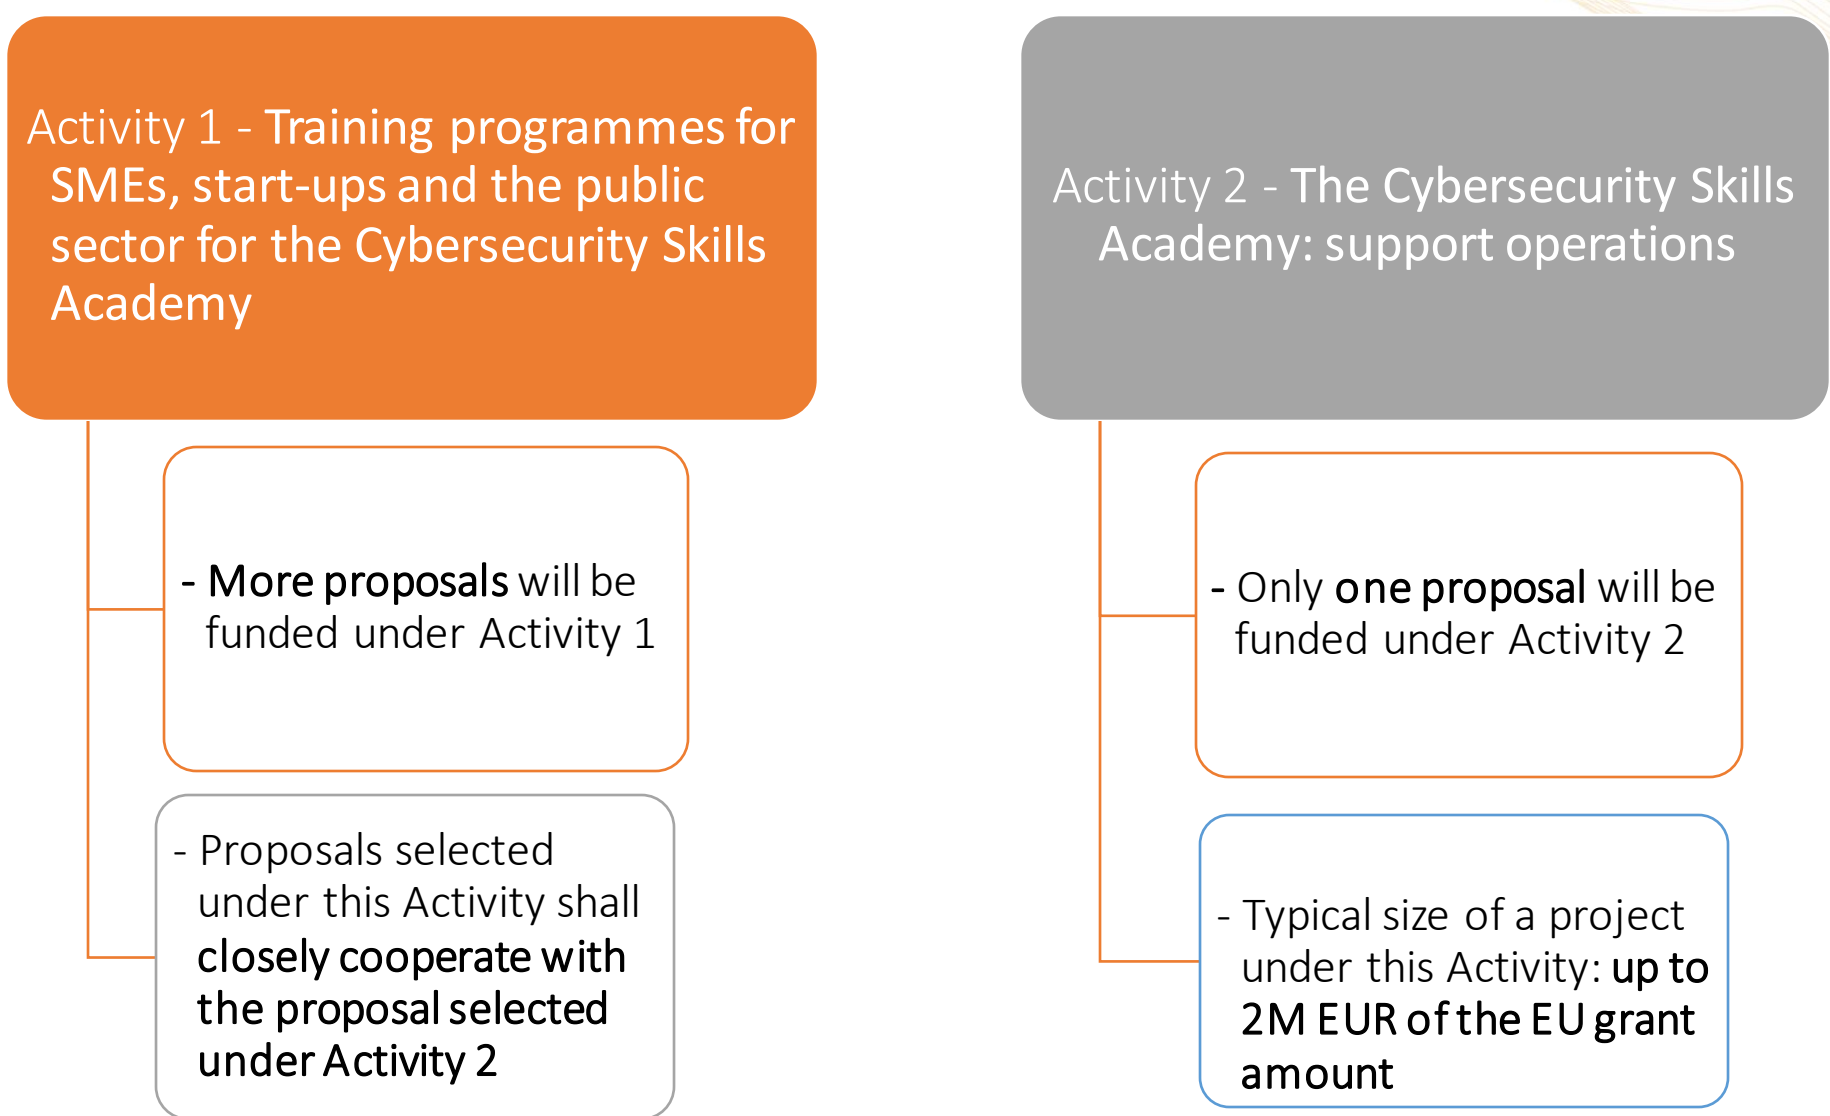 Activity 1 - Training programmes for
SMEs, start-ups and the public
sector for the Cybersecurity Skills
Academy
- More proposals will be
funded under Activity 1
- Proposals selected
under this Activity shall
closely cooperate with
the proposal selected
under Activity 2
Activity 2 - The Cybersecurity Skills
Academy: support operations
- Only one proposal will be
funded under Activity 2
- Typical size of a project
under this Activity: up to
2M EUR of the EU grant
amount